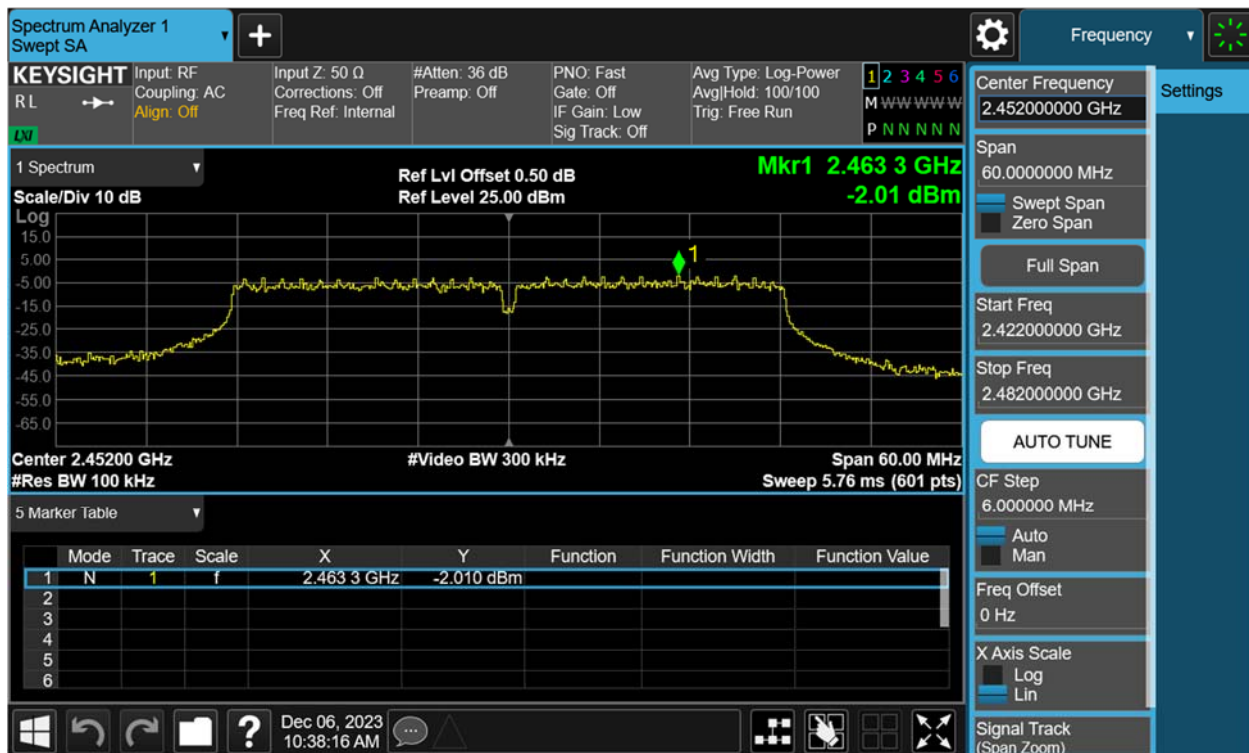 Spectrum Analyzer 1
Swept SA
+
Frequency
KEYSIGHT
R L
LXI
Input: RF
Coupling: AC
Align: Off
Input Z: 50 Ω
Corrections: Off
Freq Ref: Internal
#Atten: 36 dB
Preamp: Off
PNO: Fast
Gate: Off
IF Gain: Low
Sig Track: Off
Avg Type: Log-Power
Avg|Hold: 100/100
Trig: Free Run
1 2 3 4 5 6
M W W W W W
P N N N N N
1 Spectrum
Scale/Div 10 dB
Ref Lvl Offset 0.50 dB
Ref Level 25.00 dBm
Mkr1 2.463 3 GHz
-2.01 dBm
Log
15.0
5.00
-5.00
-15.0
-25.0
-35.0
-45.0
-55.0
-65.0
1
Center 2.45200 GHz
#Video BW 300 kHz
Span 60.00 MHz
#Res BW 100 kHz
Sweep 5.76 ms (601 pts)
5 Marker Table
Mode Trace Scale X Y Function Function Width Function Value
1 N 1 f 2.463 3 GHz -2.010 dBm
2
3
4
5
6
?
Dec 06, 2023
10:38:16 AM
Center Frequency
2.452000000 GHz
Span
60.0000000 MHz
Swept Span
Zero Span
Full Span
Start Freq
2.422000000 GHz
Stop Freq
2.482000000 GHz
AUTO TUNE
CF Step
6.000000 MHz
Auto
Man
Freq Offset
0 Hz
X Axis Scale
Log
Lin
Signal Track
(Span Zoom)
Settings